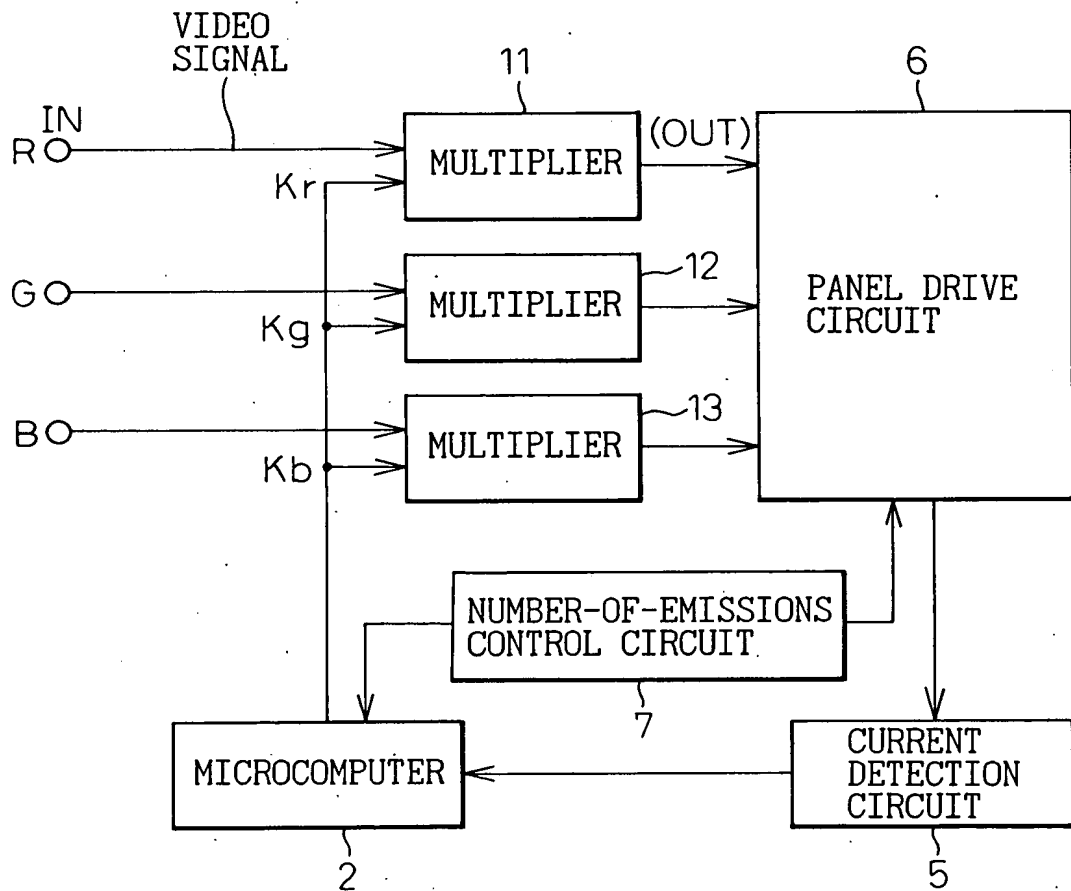 VIDEO
SIGNAL
11
6
IN
R
MULTIPLIER
(OUT)
Kr
12
G
MULTIPLIER
PANEL DRIVE
CIRCUIT
Kg
13
B
MULTIPLIER
Kb
NUMBER-OF-EMISSIONS
CONTROL CIRCUIT
7
MICROCOMPUTER
CURRENT
DETECTION
CIRCUIT
2
5